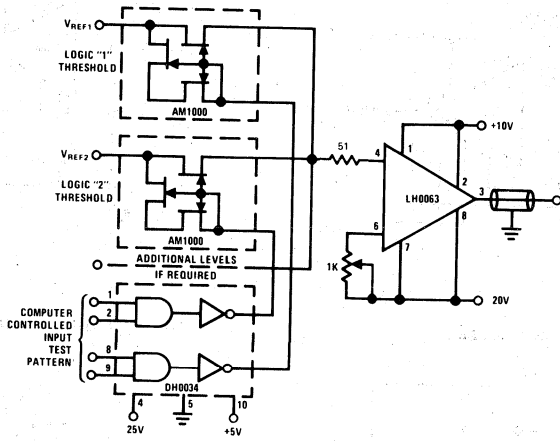 VREF1
LOGIC "1"
THRESHOLD
AM1000
VREF2
LOGIC "2"
THRESHOLD
AM1000
ADDITIONAL LEVELS
IF REQUIRED
51
4
1
+10V
2
3
LH0063
8
6
7
1K
20V
COMPUTER
CONTROLLED
INPUT
TEST
PATTERN
1
2
8
9
DH0034
4
5
10
25V
+5V